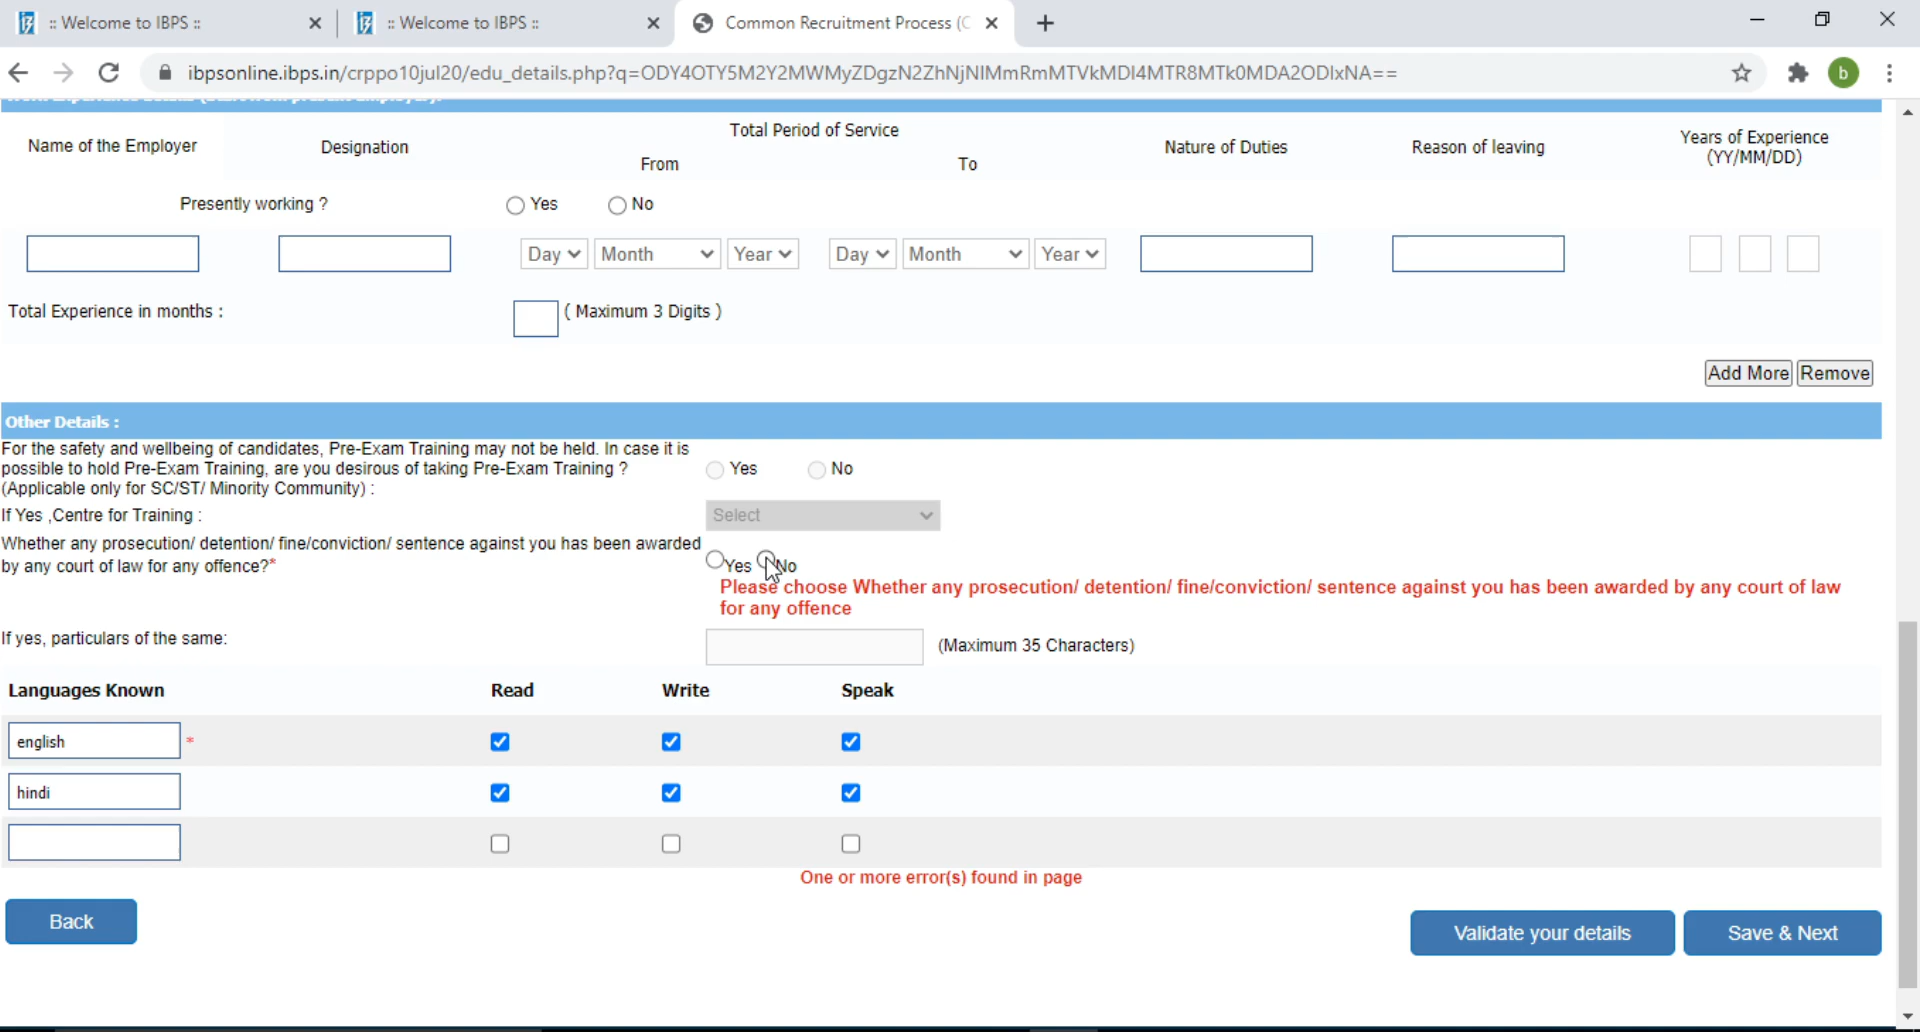 :: Welcome to IBPS ::
:: Welcome to IBPS ::
Common Recruitment Process (C
ibpsonline.ibps.in/crppo10jul20/edu_details.php?q=ODY4OTY5M2Y2MWMyZDgzN2ZhNjNIMmRmMTVkMDI4MTR8MTk0MDA2ODIxNA==
b
Name of the Employer
Designation
Total Period of Service
From
To
Nature of Duties
Reason of leaving
Years of Experience
(YY/MM/DD)
Presently working ?
Yes
No
Day
Month
Year
Day
Month
Year
Total Experience in months :
( Maximum 3 Digits )
Add More
Remove
Other Details :
For the safety and wellbeing of candidates, Pre-Exam Training may not be held. In case it is
possible to hold Pre-Exam Training, are you desirous of taking Pre-Exam Training ?
(Applicable only for SC/ST/ Minority Community) :
Yes
No
If Yes ,Centre for Training :
Select
Whether any prosecution/ detention/ fine/conviction/ sentence against you has been awarded
by any court of law for any offence?*
Yes
No
Please choose Whether any prosecution/ detention/ fine/conviction/ sentence against you has been awarded by any court of law
for any offence
If yes, particulars of the same:
(Maximum 35 Characters)
Languages Known
Read
Write
Speak
english
*
hindi
One or more error(s) found in page
Back
Validate your details
Save & Next